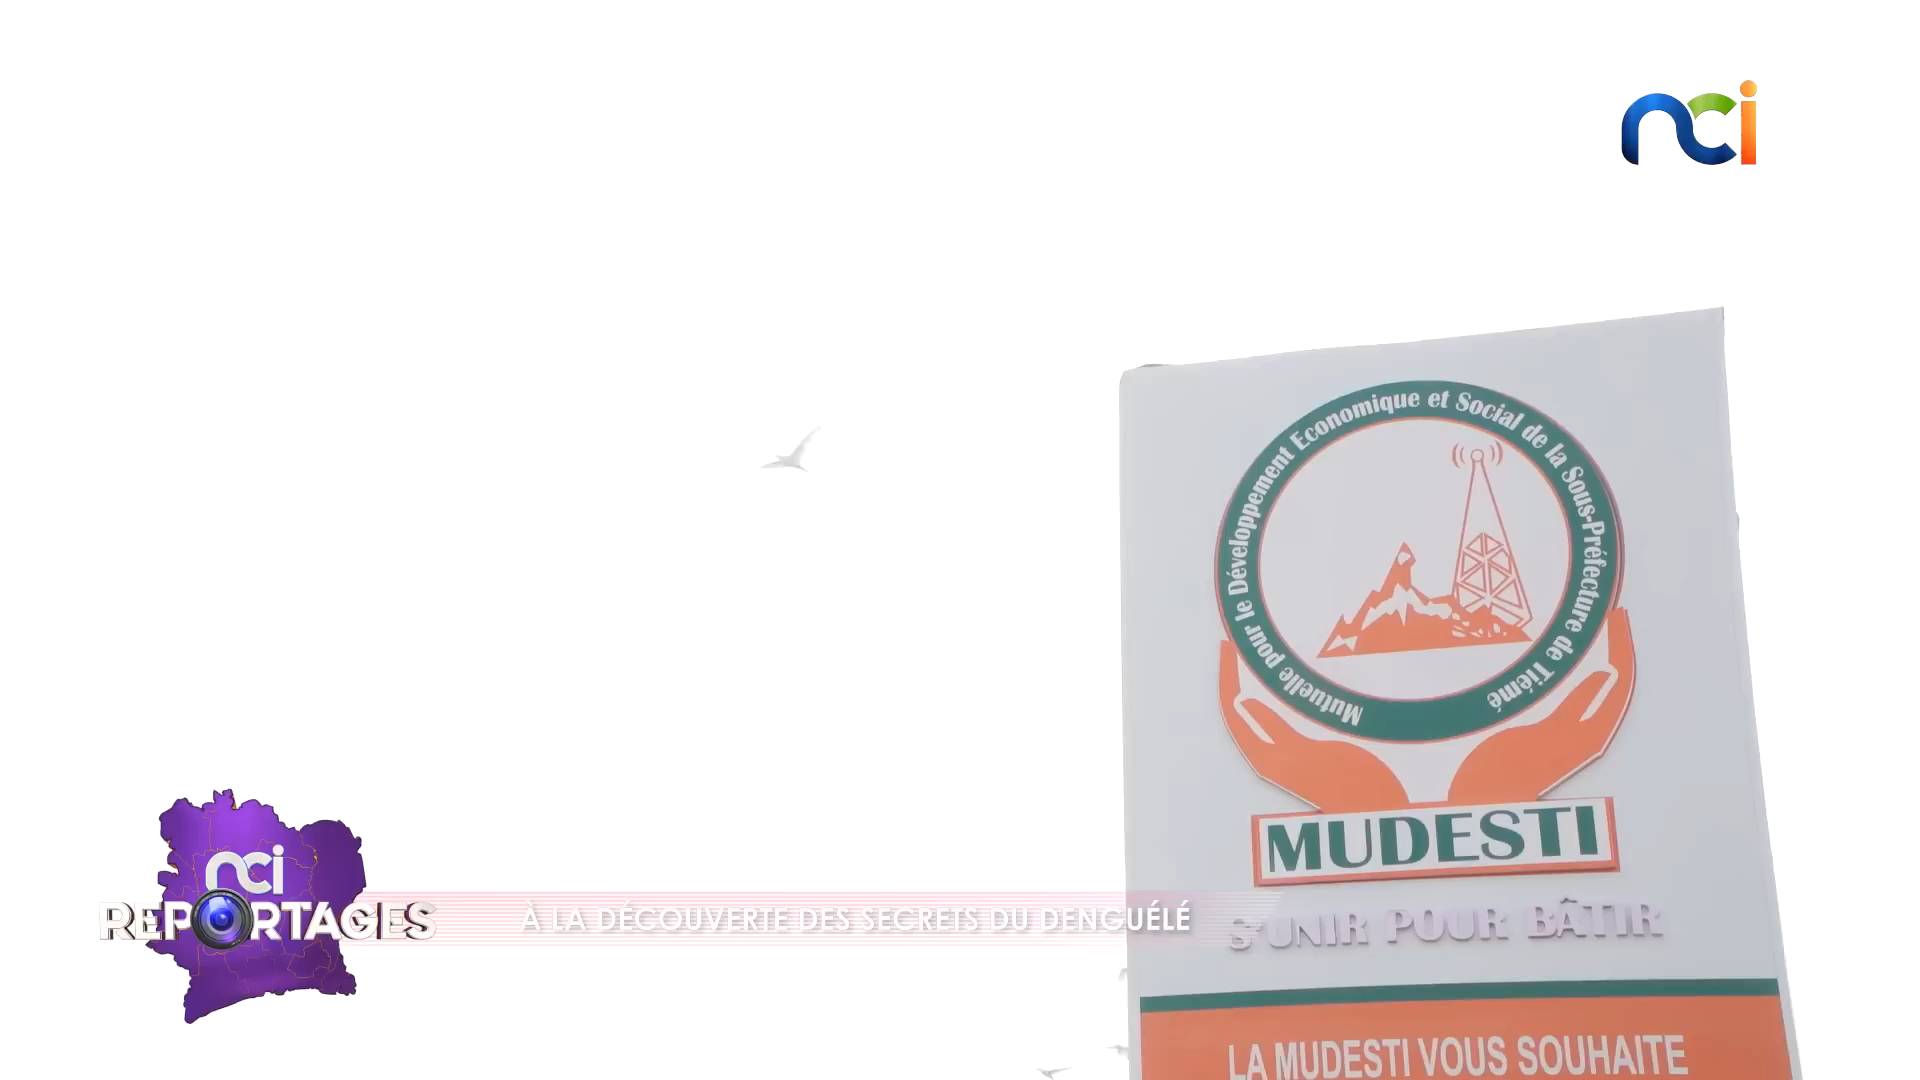 nci
Mutuelle pour le Développement Economique et Social de la Sous-Préfecture de Tiémé
MUDESTI
S'UNIR POUR BÂTIR
LA MUDESTI VOUS SOUHAITE
nci
REPORTAGES
À LA DÉCOUVERTE DES SECRETS DU DENGUÉLÉ